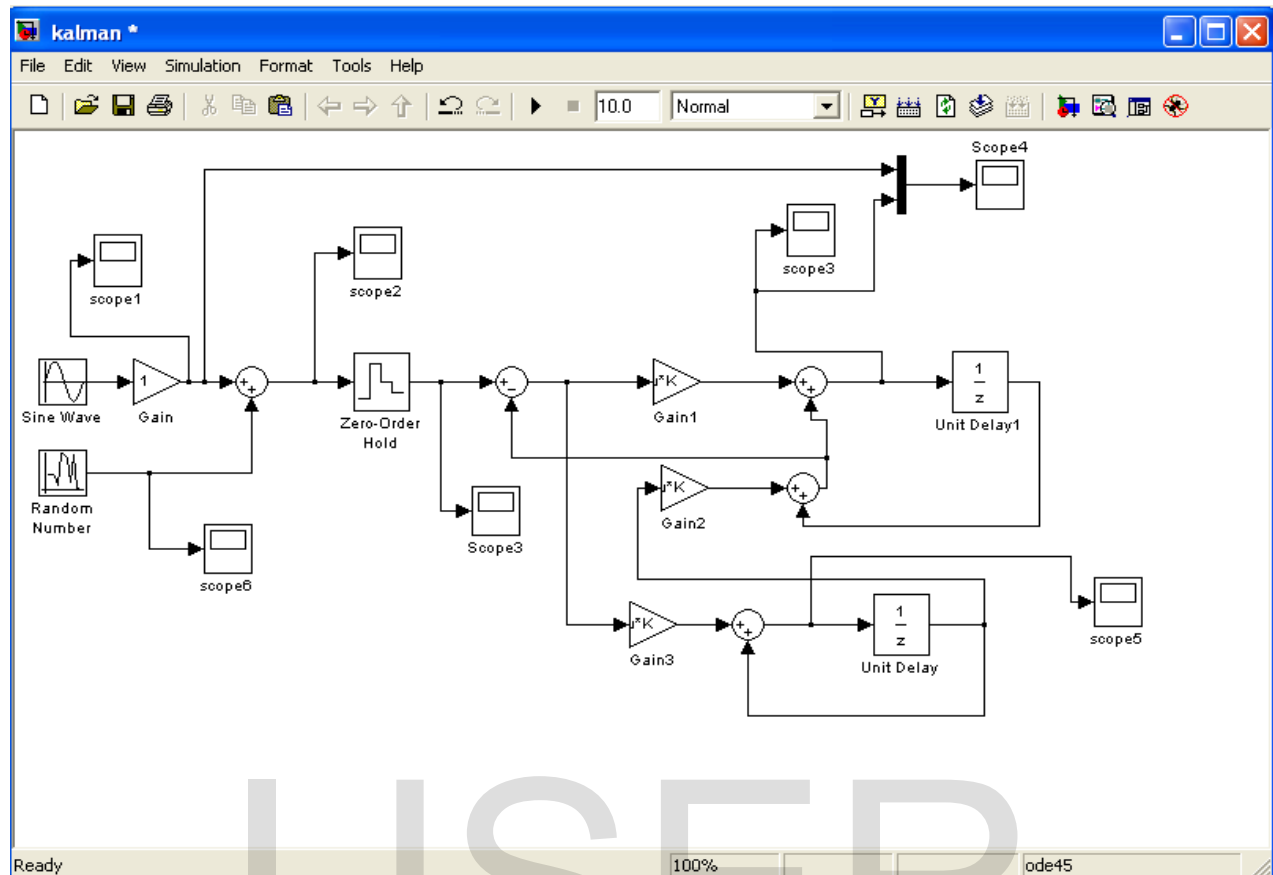 kalman *
File Edit View Simulation Format Tools Help
10.0 Normal
Scope4
scope3
scope1
scope2
1
Sine Wave
Gain
+
+
Zero-Order
Hold
+
-
*K
Gain1
+
+
1
z
Unit Delay1
Random
Number
scope6
Scope3
*K
Gain2
+
+
*K
Gain3
+
+
1
z
Unit Delay
scope5
IJSER
Ready 100% ode45